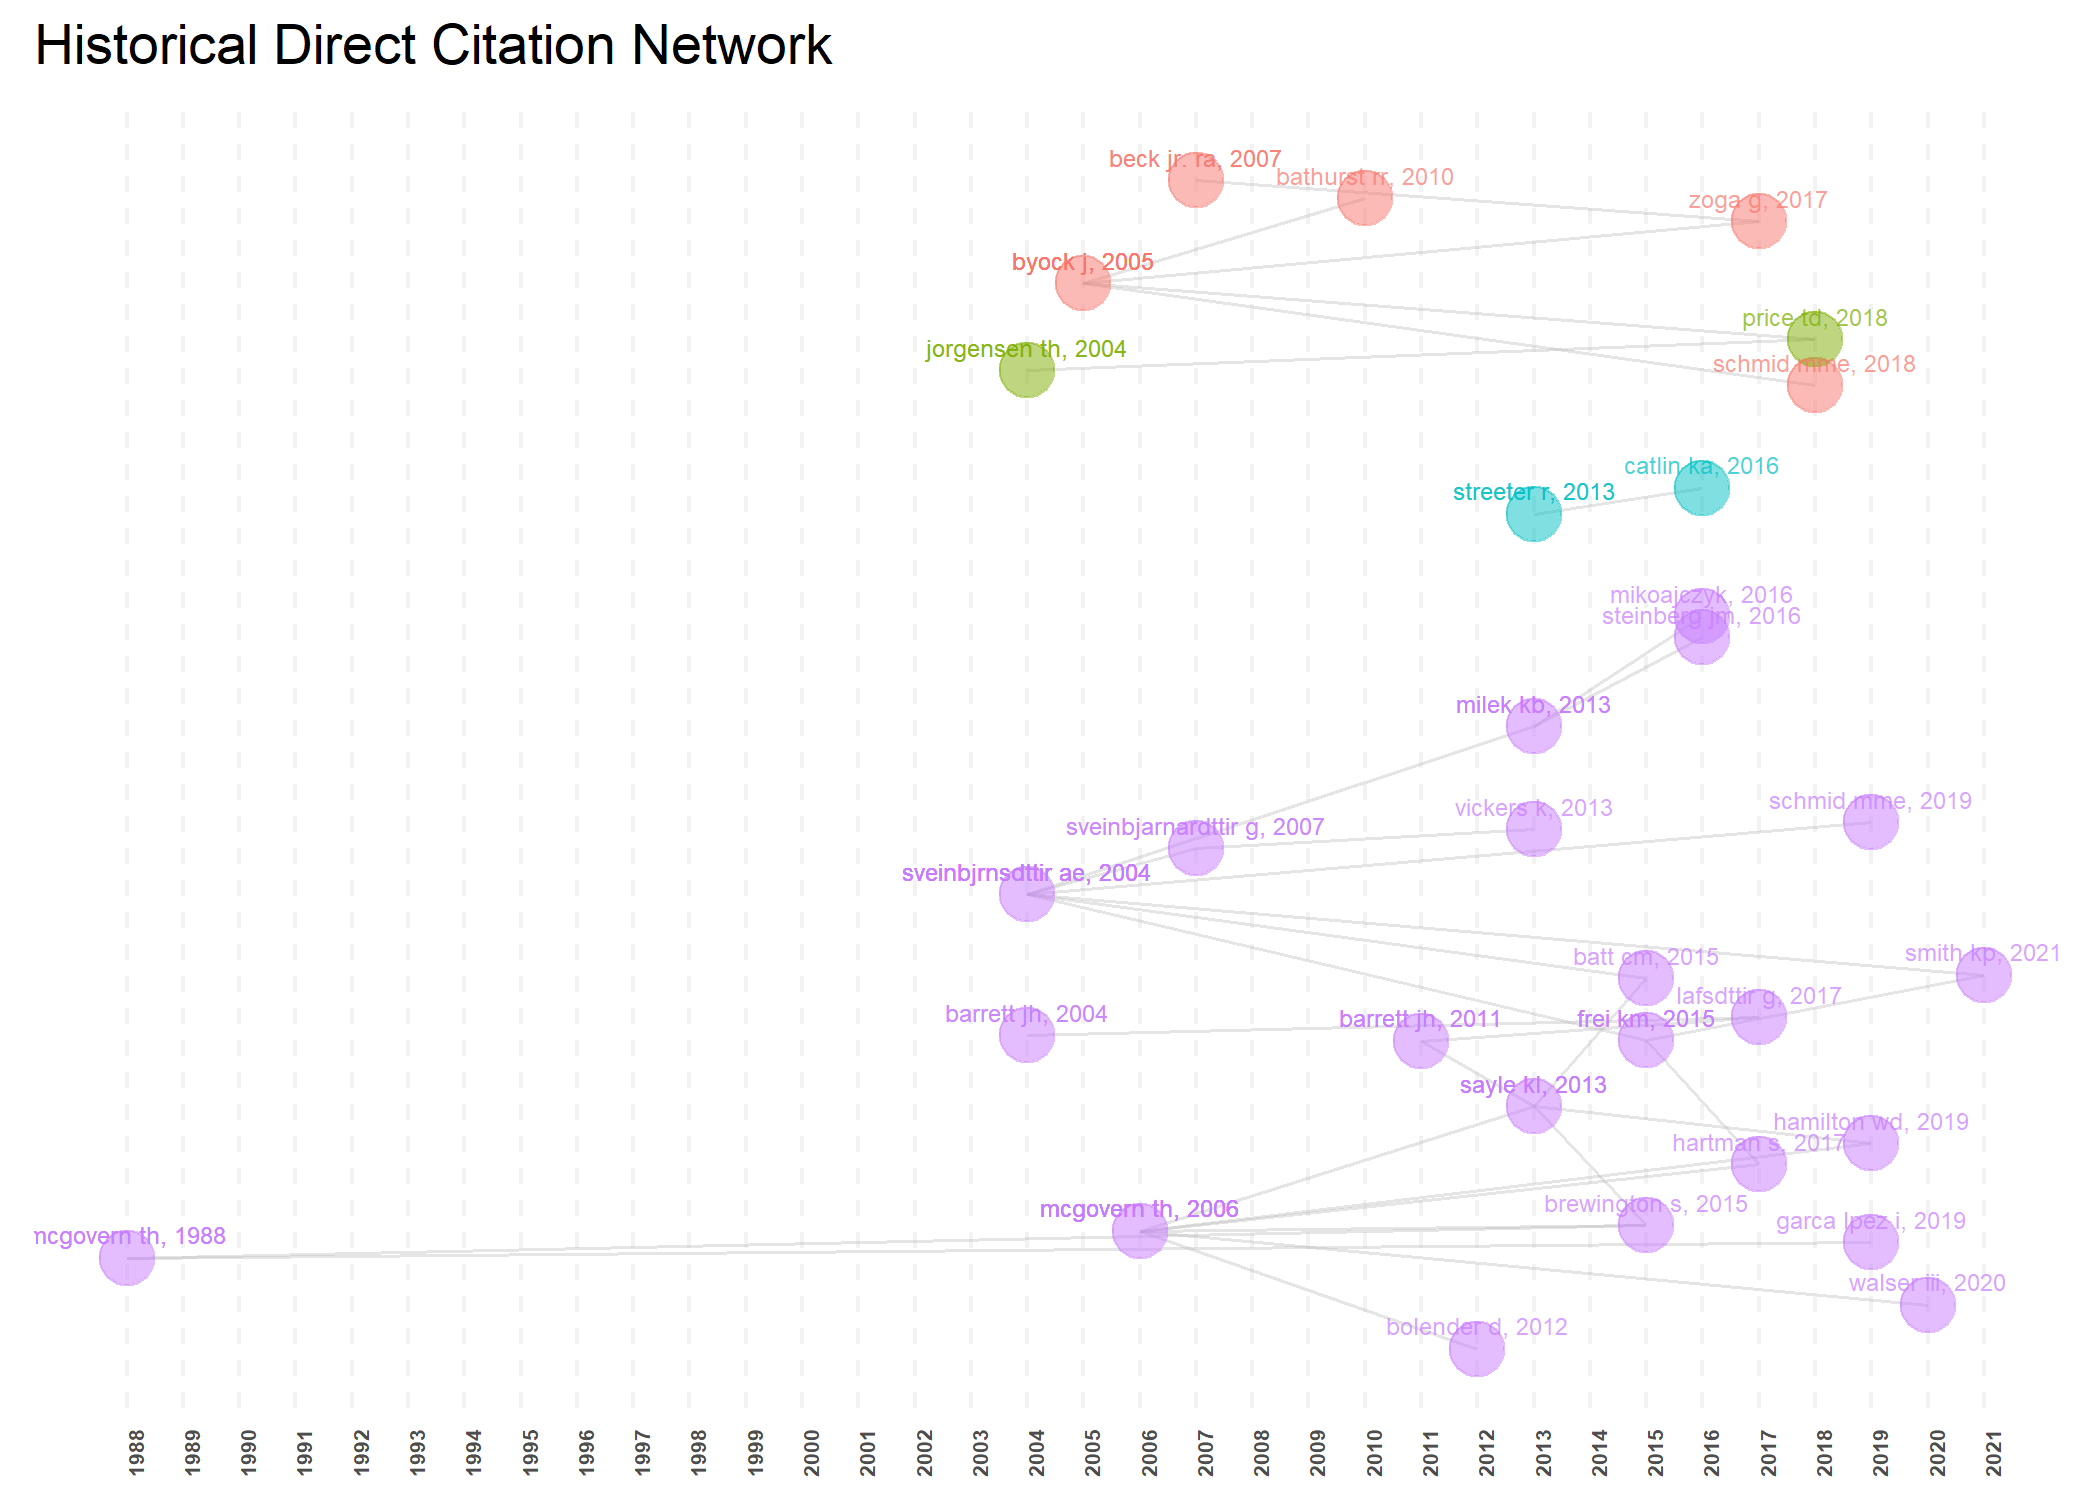 Historical Direct Citation Network
beck jr. ra, 2007
bathurst rr, 2010
zoga g, 2017
byock j, 2005
price td, 2018
jorgensen th, 2004
schmid mme, 2018
catlin ka, 2016
streeter r, 2013
mikoajczyk, 2016
steinberg jm, 2016
milek kb, 2013
schmid mme, 2019
vickers k, 2013
sveinbjarnardttir g, 2007
sveinbjrnsdttir ae, 2004
smith kp, 2021
batt cm, 2015
lafsdttir g, 2017
barrett jh, 2004
barrett jh, 2011
frei km, 2015
sayle kl, 2013
hamilton wd, 2019
hartman s, 2017
brewington s, 2015
mcgovern th, 2006
garca lpez i, 2019
mcgovern th, 1988
walser iii, 2020
bolender d, 2012
1988
1989
1990
1991
1992
1993
1994
1995
1996
1997
1998
1999
2000
2001
2002
2003
2004
2005
2006
2007
2008
2009
2010
2011
2012
2013
2014
2015
2016
2017
2018
2019
2020
2021